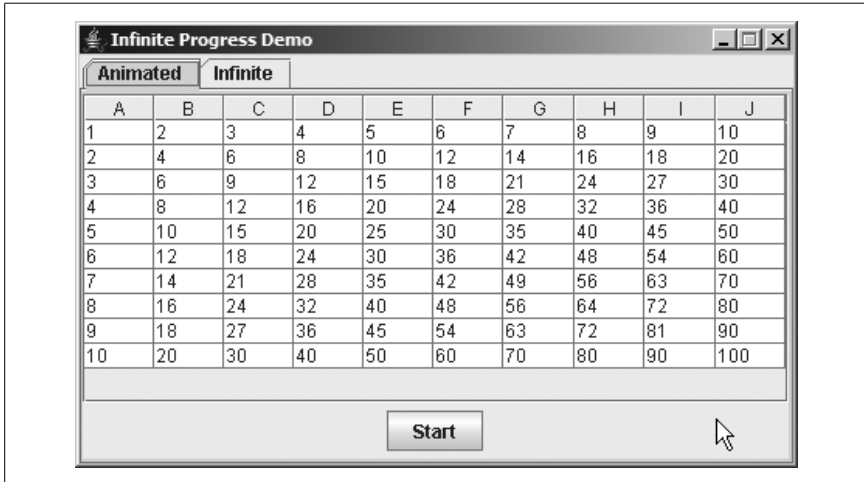 Infinite Progress Demo
Animated Infinite
A B C D E F G H I J
1 2 3 4 5 6 7 8 9 10
2 4 6 8 10 12 14 16 18 20
3 6 9 12 15 18 21 24 27 30
4 8 12 16 20 24 28 32 36 40
5 10 15 20 25 30 35 40 45 50
6 12 18 24 30 36 42 48 54 60
7 14 21 28 35 42 49 56 63 70
8 16 24 32 40 48 56 64 72 80
9 18 27 36 45 54 63 72 81 90
10 20 30 40 50 60 70 80 90 100
Start